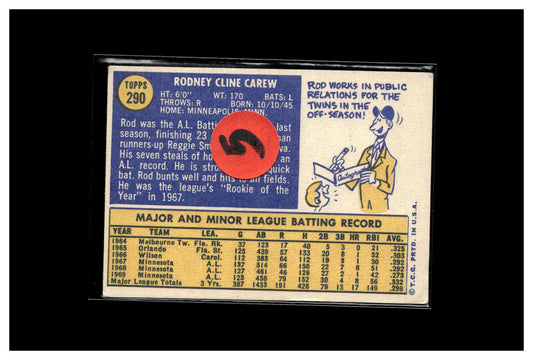 TOPPS
290
RODNEY CLINE CAREW
HT: 6'0" WT: 170 BATS: L
THROWS: R BORN: 10/10/45
HOME: MINNEAPOLIS, MINN.
Rod was the A.L. last
season, finishing 23
runners-up Reggie
His seven steals of
A.L. record. He is quick
bat. Rod bunts well and hits all fields.
He was the league's "Rookie of the
Year" in 1967.
ROD WORKS IN PUBLIC
RELATIONS FOR THE
TWINS IN THE
OFF-SEASON!
MAJOR AND MINOR LEAGUE BATTING RECORD
YEAR TEAM LEA. G AB R H 2B 3B HR RBI AVG.
1964 Melbourne Tw. Fla. Rk. 37 123 17 40 5 3 0 21 .325
1965 Orlando Fla. St. 125 439 57 133 20 8 1 52 .303
1966 Wilson Carol. 112 383 64 112 19 3 1 30 .292
1967 Minnesota A.L. 137 514 66 150 22 7 8 51 .292
1968 Minnesota A.L. 127 461 46 126 27 2 1 42 .273
1969 Minnesota A.L. 123 458 79 152 30 4 8 56 .332
Major League Totals 3 Yrs. 387 1433 191 428 79 13 17 149 .299
© T.C.G. PRTD. IN U.S.A.